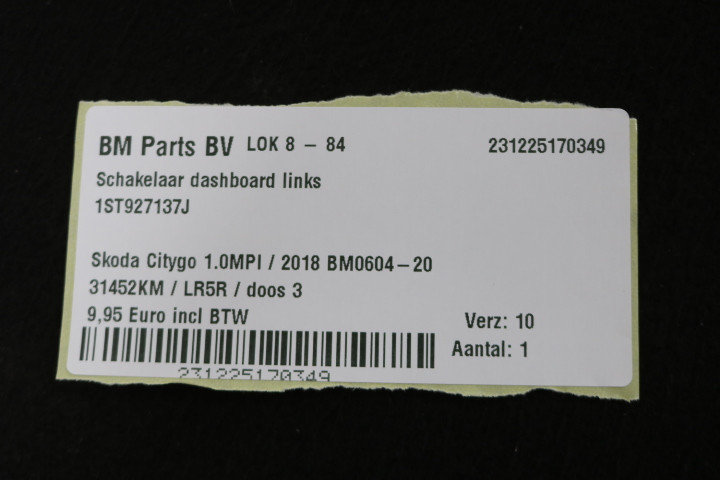 BM Parts BV LOK 8 - 84 231225170349
Schakelaar dashboard links
1ST927137J
Skoda Citygo 1.0MPI / 2018 BM0604-20
31452KM / LR5R / doos 3
9,95 Euro incl BTW Verz: 10
Aantal: 1
231225170349